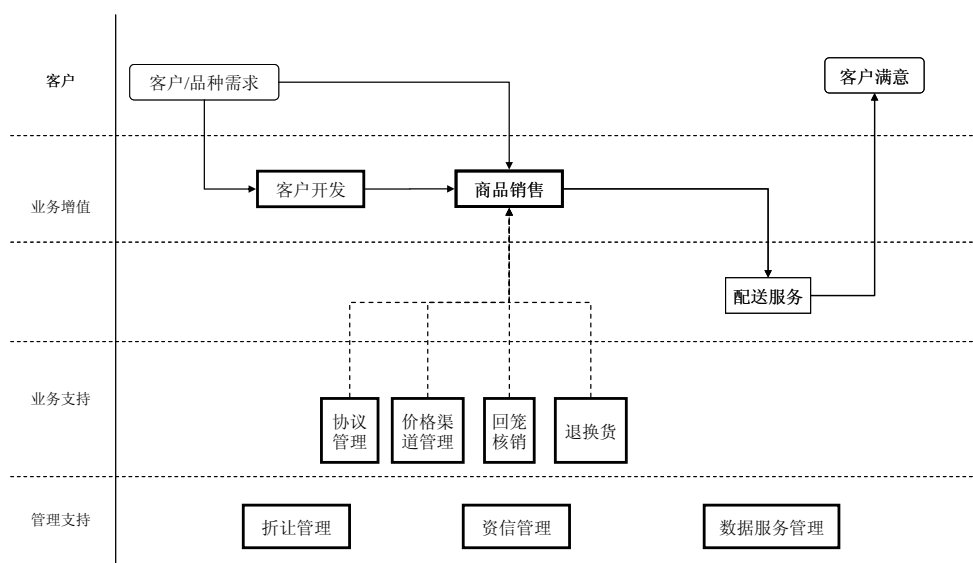 客户
客户/品种需求
客户满意
业务增值
客户开发
商品销售
配送服务
业务支持
协议
管理
价格渠
道管理
回笼
核销
退换货
管理支持
折让管理
资信管理
数据服务管理